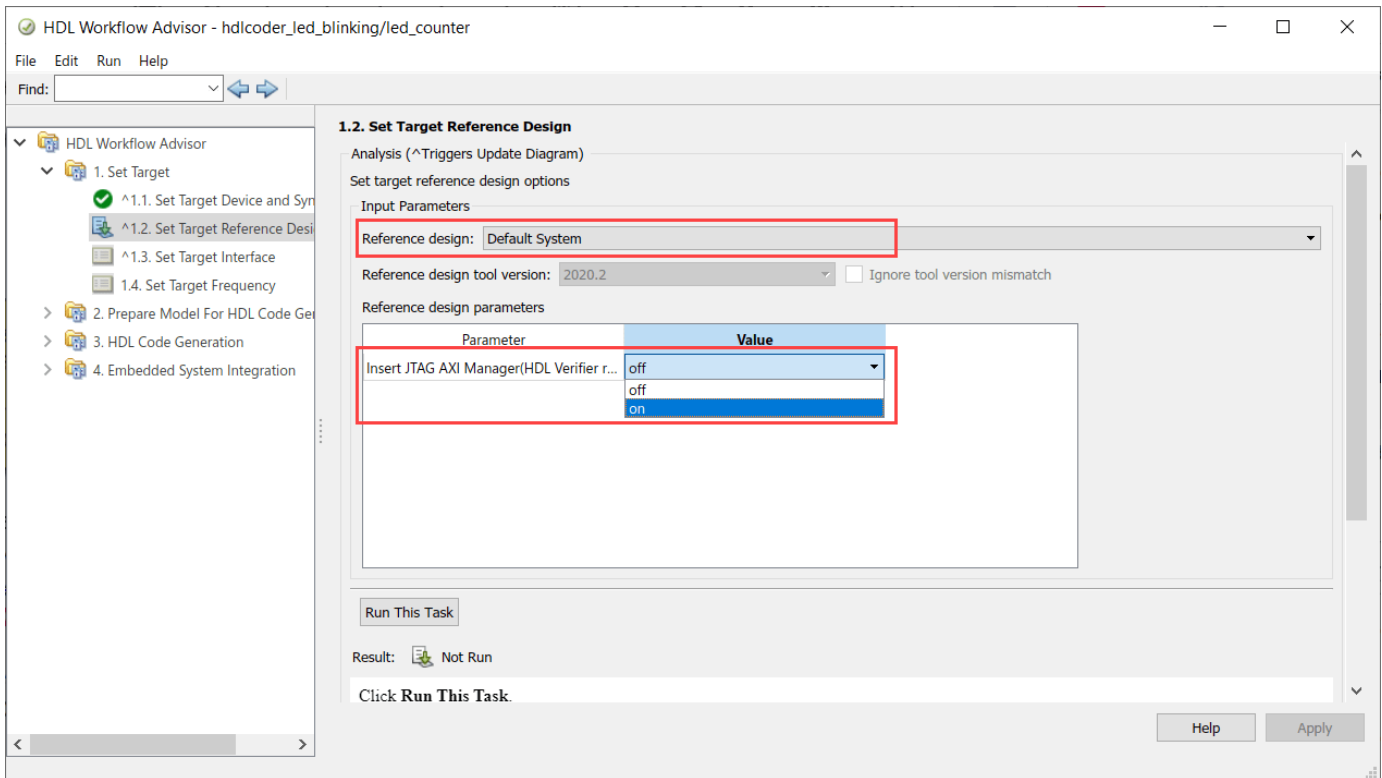 HDL Workflow Advisor - hdlcoder_led_blinking/led_counter
File Edit Run Help
Find:
HDL Workflow Advisor
1. Set Target
^1.1. Set Target Device and Syn
^1.2. Set Target Reference Desi
^1.3. Set Target Interface
1.4. Set Target Frequency
2. Prepare Model For HDL Code Ger
3. HDL Code Generation
4. Embedded System Integration
1.2. Set Target Reference Design
Analysis (^Triggers Update Diagram)
Set target reference design options
Input Parameters
Reference design: Default System
Reference design tool version: 2020.2 Ignore tool version mismatch
Reference design parameters
Parameter Value
Insert JTAG AXI Manager(HDL Verifier r... off
off
on
Run This Task
Result: Not Run
Click Run This Task.
Help Apply